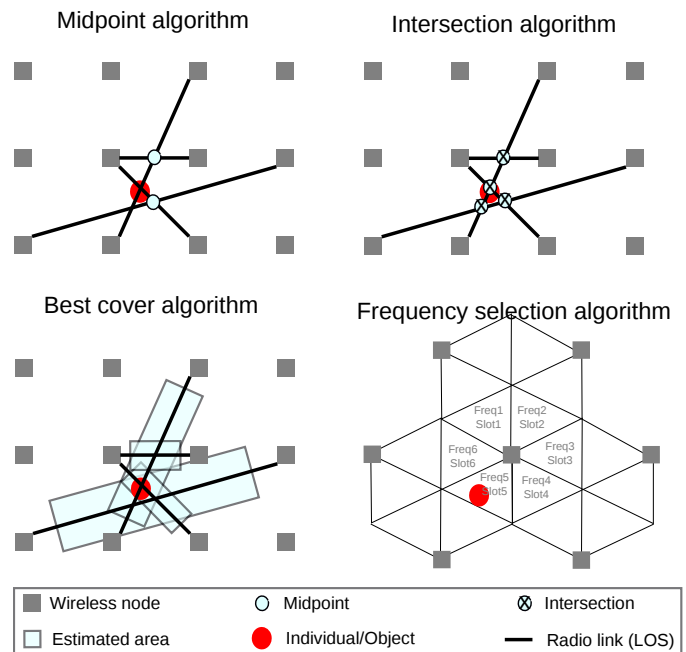 Midpoint algorithm
Intersection algorithm
Best cover algorithm
Frequency selection algorithm
Freq1
Slot1
Freq2
Slot2
Freq6
Slot6
Freq3
Slot3
Freq5
Slot5
Freq4
Slot4
Wireless node
Midpoint
Intersection
Estimated area
Individual/Object
Radio link (LOS)